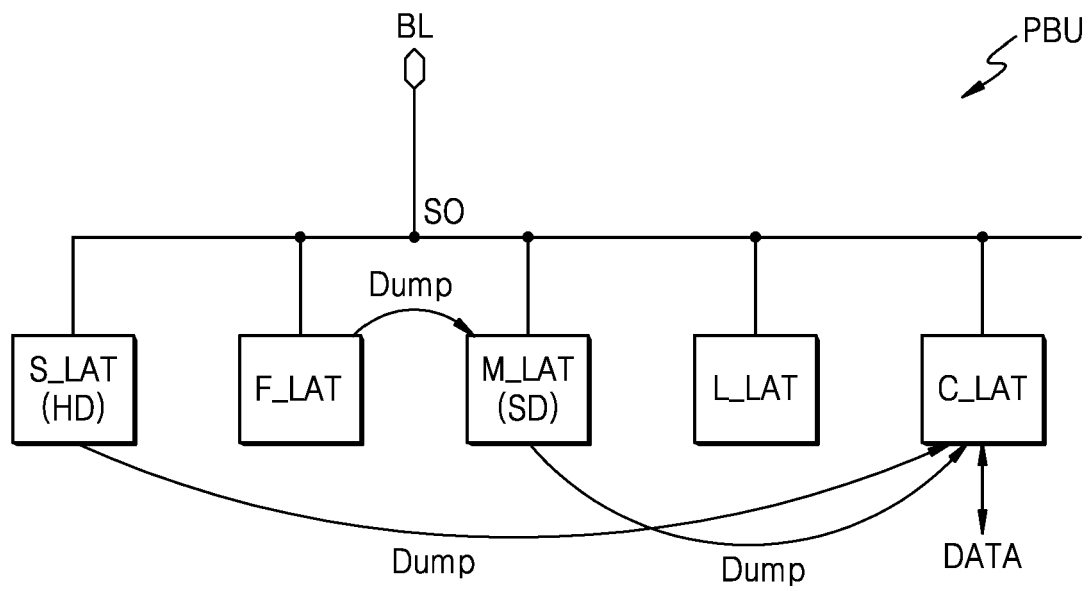 BL
PBU
SO
Dump
S_LAT
(HD)
F_LAT
M_LAT
(SD)
L_LAT
C_LAT
Dump
Dump
DATA